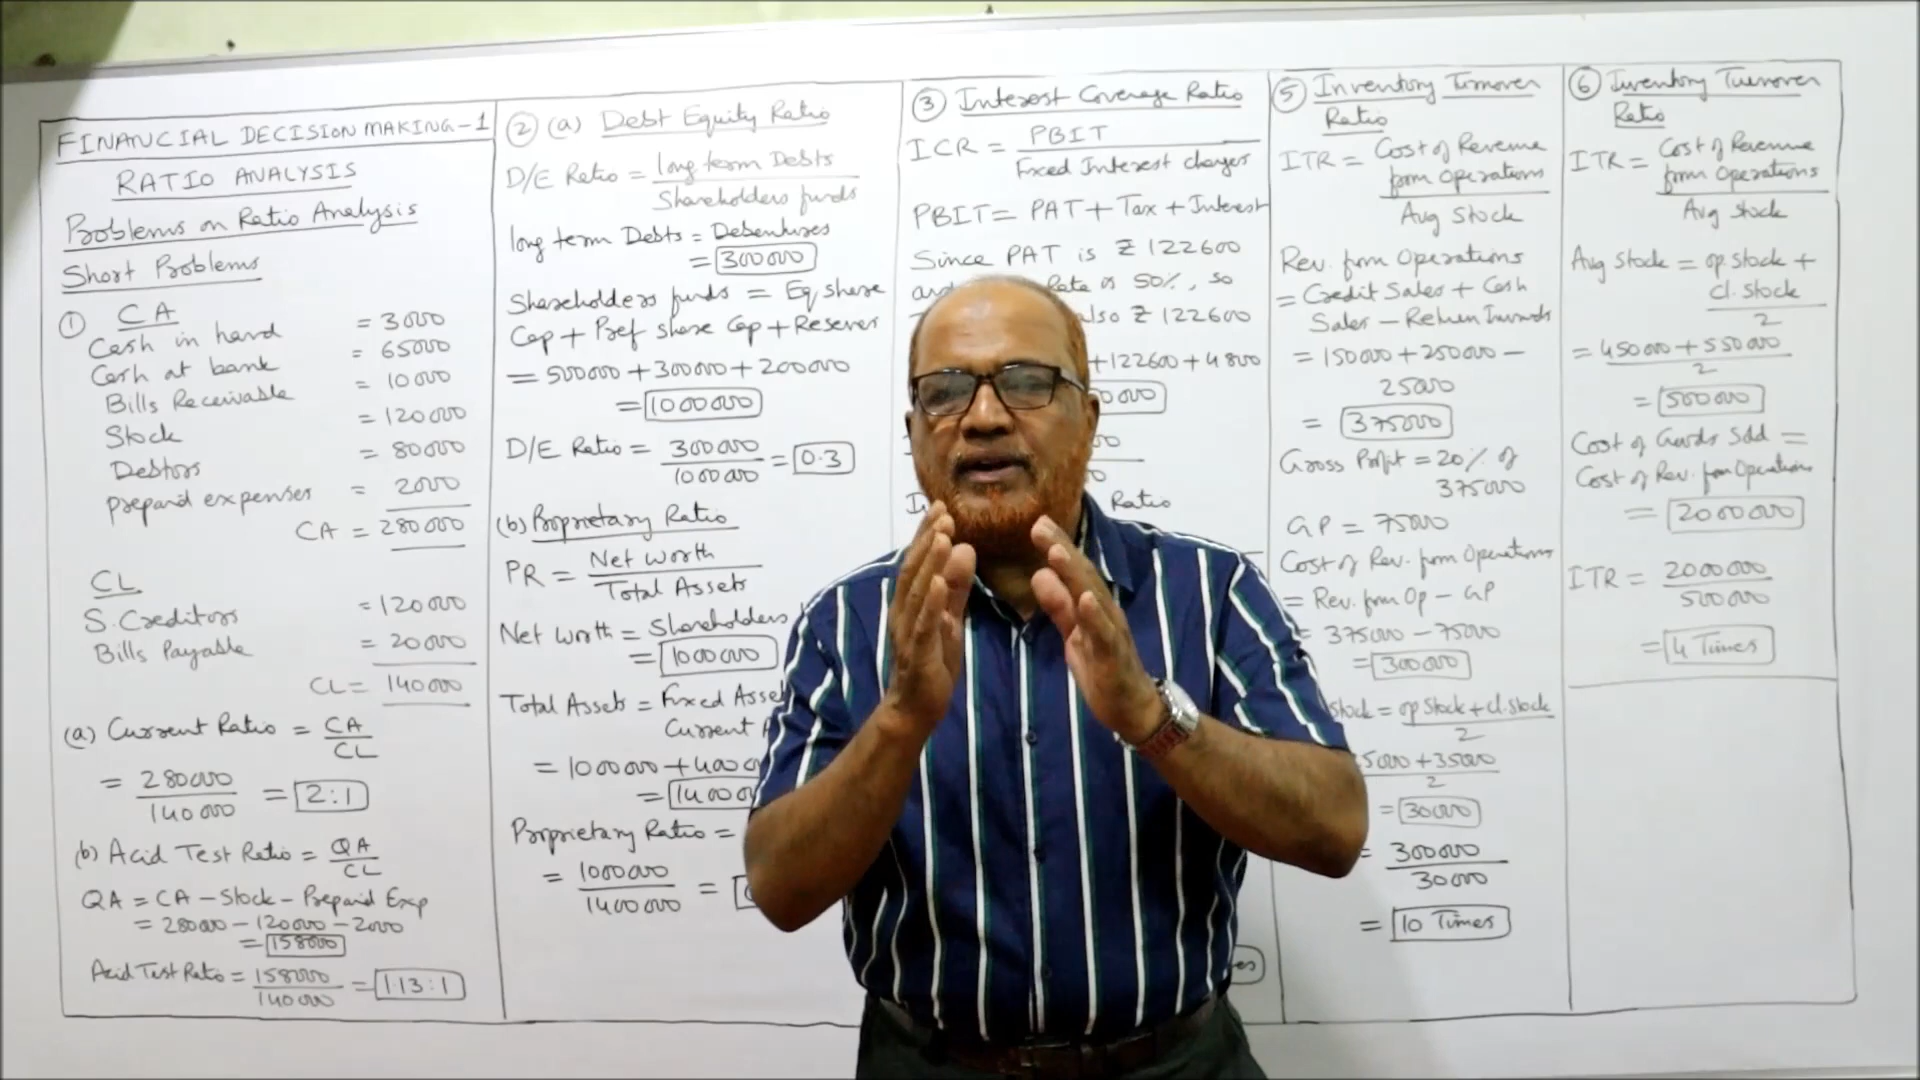 FINANCIAL DECISION MAKING-1
RATIO ANALYSIS
Problems on Ratio Analysis
Short Problems
① CA
Cash in hand = 3000
Cash at bank = 65000
Bills Receivable = 10000
Stock = 120000
Debtors = 80000
prepaid expenses = 2000
CA = 280000
CL
S. Creditors = 120000
Bills Payable = 20000
CL = 140000
(a) Current Ratio = CA
CL
= 280000
140000
= 2:1
(b) Acid Test Ratio = QA
CL
QA = CA - Stock - Prepaid Exp
= 280000 - 120000 - 2000
= 158000
Acid Test Ratio = 158000
140000
= 1.13:1
② (a) Debt Equity Ratio
D/E Ratio = long term Debts
Shareholders funds
long term Debts = Debentures
= 300000
Shareholders funds = Eq share
Cap + Pref share Cap + Reserves
= 500000 + 300000 + 200000
= 1000000
D/E Ratio = 300000
1000000
= 0.3
(b) Proprietary Ratio
PR = Net worth
Total Assets
Net worth = Shareholders
= 1000000
Total Assets = Fixed Asse
Current A
= 1000000 + 4000
= 14000
Proprietary Ratio =
= 1000000
1400000
=
③ Interest Coverage Ratio
ICR = PBIT
Fixed Interest charges
PBIT = PAT + Tax + Interest
Since PAT is ₹ 122600
and Rate is 50%, so
also ₹ 122600
+ 122600 + 4800
Ratio
⑤ Inventory Turnover
Ratio
ITR = Cost of Revenue
from Operations
Avg Stock
Rev. from Operations
= Credit Sales + Cash
Sales - Return Inwards
= 150000 + 250000 -
25000
= 375000
Gross Profit = 20% of
375000
GP = 75000
Cost of Rev. from Operations
= Rev. from Op - GP
= 375000 - 75000
= 300000
stock = op stock + cl. stock
2
5000 + 35000
2
= 30000
= 300000
30000
= 10 Times
⑥ Inventory Turnover
Ratio
ITR = Cost of Revenue
from Operations
Avg stock
Avg stock = op stock +
cl. stock
2
= 450000 + 550000
2
= 500000
Cost of Goods Sold =
Cost of Rev. from Operations
= 2000000
ITR = 2000000
500000
= 4 Times